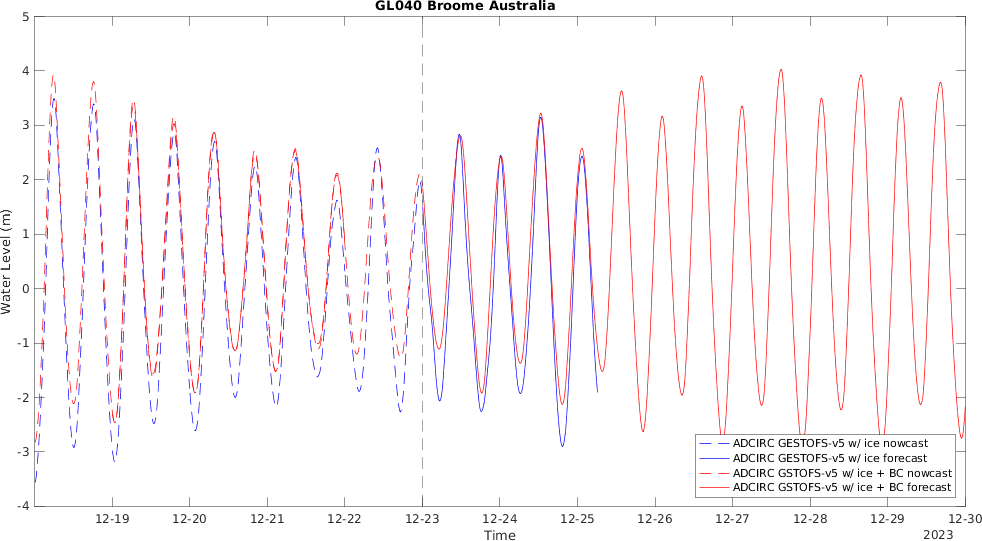 GL040 Broome Australia
5
4
3
2
1
0
-1
-2
-3
-4
Water Level (m)
ADCIRC GESTOFS-v5 w/ ice nowcast
ADCIRC GESTOFS-v5 w/ ice forecast
ADCIRC GSTOFS-v5 w/ ice + BC nowcast
ADCIRC GSTOFS-v5 w/ ice + BC forecast
12-19 12-20 12-21 12-22 12-23 12-24 12-25 12-26 12-27 12-28 12-29 12-30
Time
2023